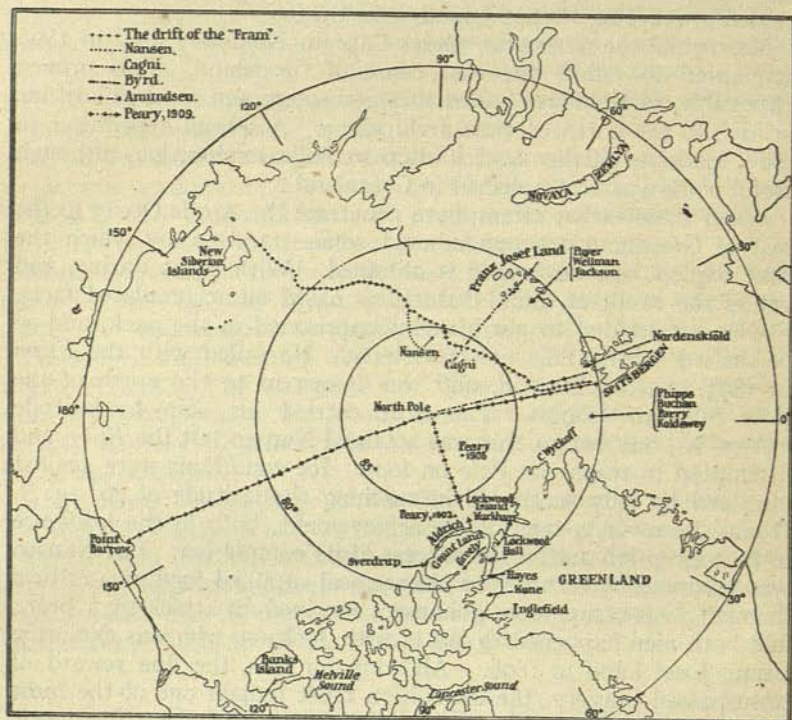 The drift of the "Fram".
Nansen.
Cagni.
Byrd.
Amundsen.
Peary, 1909.
90°
120°
60°
NOVAYA
ZEMLYA
150°
30°
New
Siberian
Islands
Franz Josef Land
Payer
Wellman
Jackson
Nansen
Cagni
Nordenskiöld
SPITSBERGEN
180°
North Pole
Phipps
Buchan
Parry
Koldewey
0°
85°
80°
Peary
1906
Peary, 1902.
Lockwood
Island
Markham
Aldrich
Grant Land
Greely
Sverdrup
Lockwood
Hall
Hayes
Kane
Inglefield
GREENLAND
Point
Barrow
150°
30°
Banks
Island
Melville
Sound
Lancaster Sound
120°
90°
60°